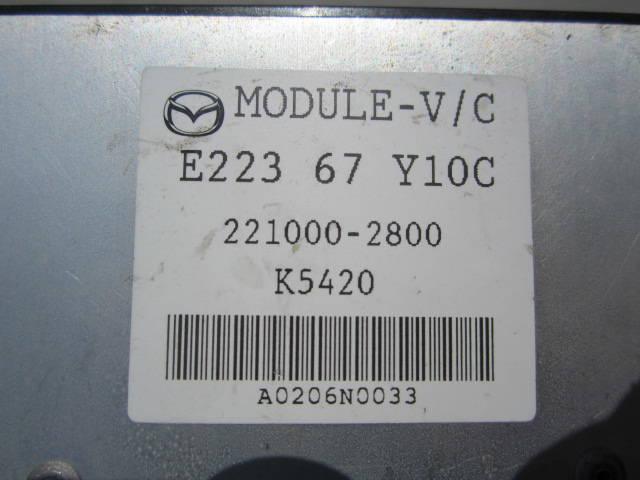 MODULE-V/C
E223 67 Y10C
221000-2800
K5420
A0206N0033